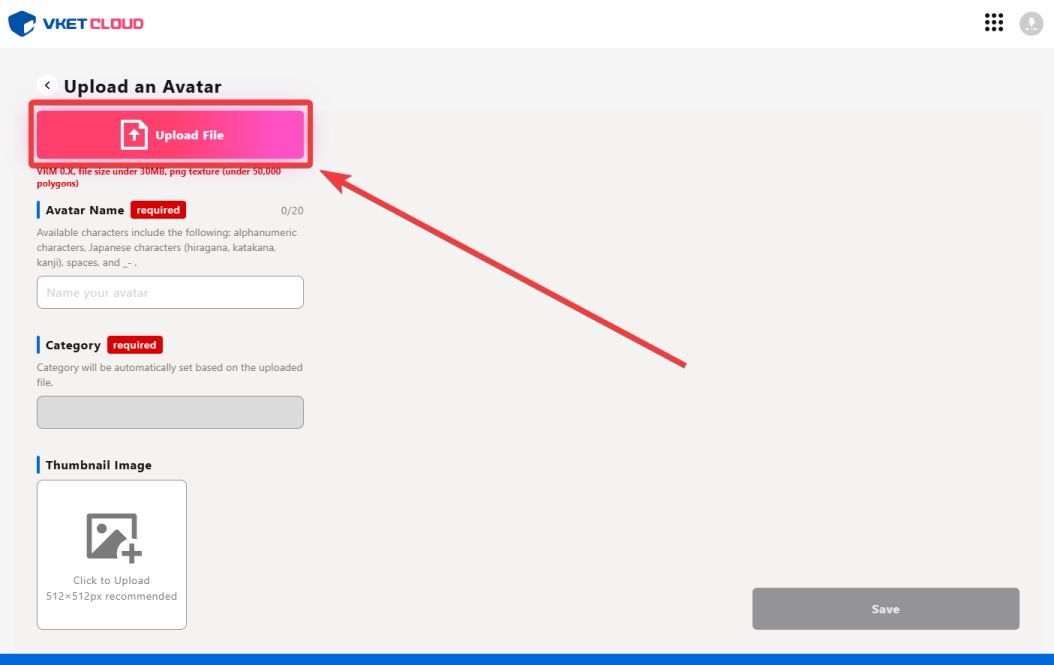 VKET CLOUD
Upload an Avatar
Upload File
VRM 0.X, file size under 30MB, png texture (under 50,000
polygons)
Avatar Name required 0/20
Available characters include the following: alphanumeric
characters, Japanese characters (hiragana, katakana,
kanji), spaces, and _- .
Name your avatar
Category required
Category will be automatically set based on the uploaded
file.
Thumbnail Image
Click to Upload
512×512px recommended
Save